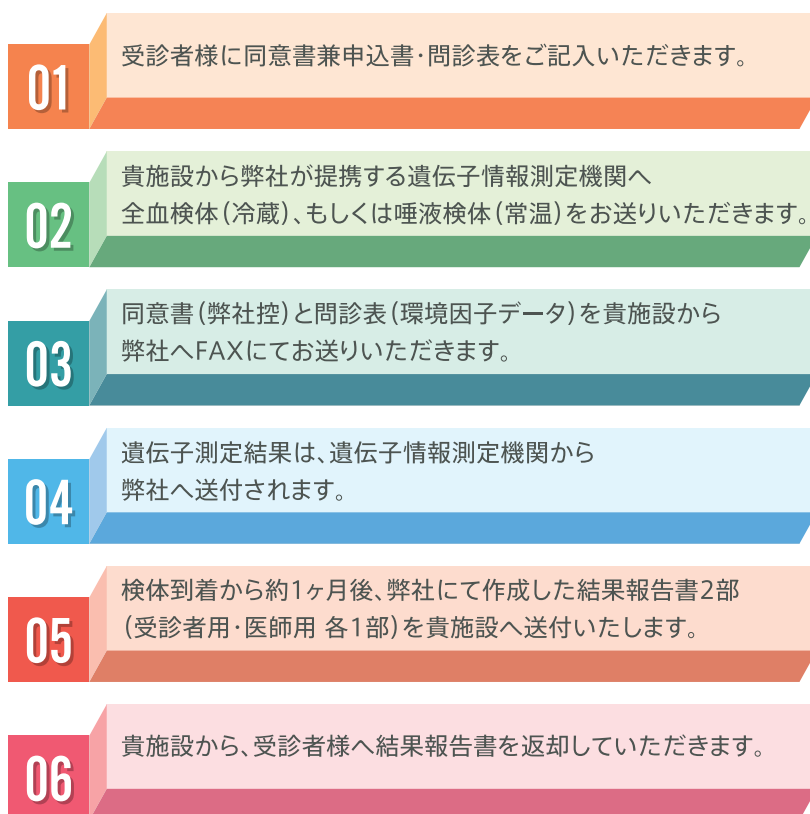 01
受診者様に同意書兼申込書・問診表をご記入いただきます。
02
貴施設から弊社が提携する遺伝子情報測定機関へ
全血検体(冷蔵)、もしくは唾液検体(常温)をお送りいただきます。
03
同意書(弊社控)と問診表(環境因子データ)を貴施設から
弊社へFAXにてお送りいただきます。
04
遺伝子測定結果は、遺伝子情報測定機関から
弊社へ送付されます。
05
検体到着から約1ヶ月後、弊社にて作成した結果報告書2部
(受診者用・医師用 各1部)を貴施設へ送付いたします。
06
貴施設から、受診者様へ結果報告書を返却していただきます。